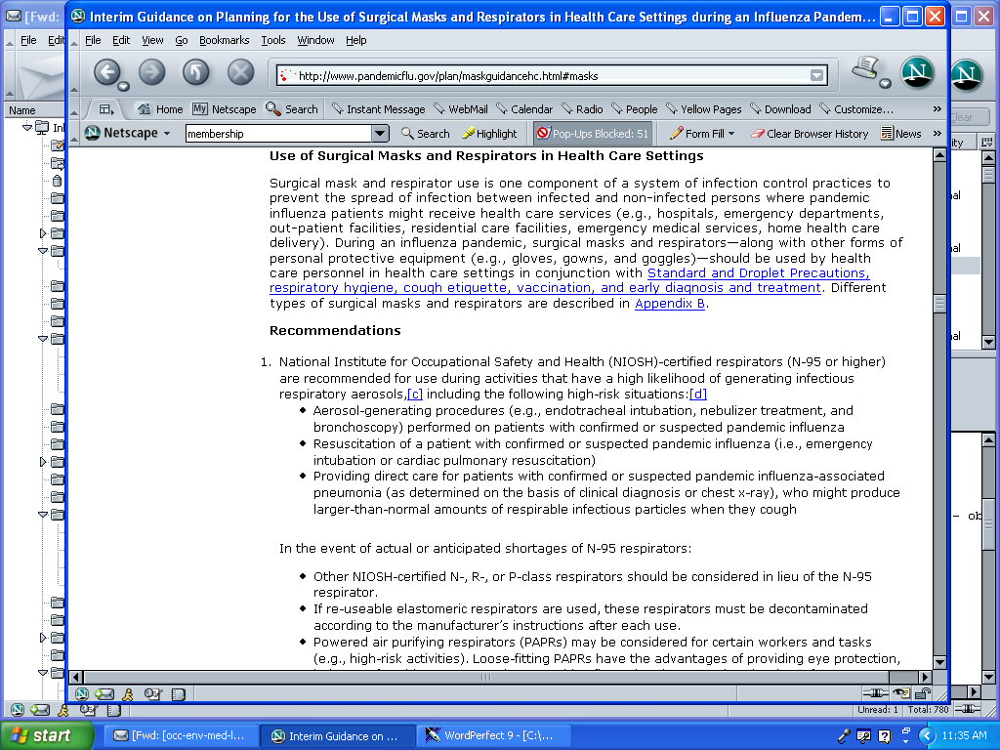 [Fwd:
Interim Guidance on Planning for the Use of Surgical Masks and Respirators in Health Care Settings during an Influenza Pandem...
File Edit
File Edit View Go Bookmarks Tools Window Help
http://www.pandemicflu.gov/plan/maskguidancehc.html#masks
N
N
Name
Home My Netscape Search Instant Message WebMail Calendar Radio People Yellow Pages Download Customize... »
Clear
Netscape membership Search Highlight Pop-Ups Blocked: 51 Form Fill Clear Browser History News »
Use of Surgical Masks and Respirators in Health Care Settings
Surgical mask and respirator use is one component of a system of infection control practices to
prevent the spread of infection between infected and non-infected persons where pandemic
influenza patients might receive health care services (e.g., hospitals, emergency departments,
out-patient facilities, residential care facilities, emergency medical services, home health care
delivery). During an influenza pandemic, surgical masks and respirators—along with other forms of
personal protective equipment (e.g., gloves, gowns, and goggles)—should be used by health
care personnel in health care settings in conjunction with Standard and Droplet Precautions,
respiratory hygiene, cough etiquette, vaccination, and early diagnosis and treatment. Different
types of surgical masks and respirators are described in Appendix B.
Recommendations
1. National Institute for Occupational Safety and Health (NIOSH)-certified respirators (N-95 or higher)
are recommended for use during activities that have a high likelihood of generating infectious
respiratory aerosols,[c] including the following high-risk situations:[d]
• Aerosol-generating procedures (e.g., endotracheal intubation, nebulizer treatment, and
bronchoscopy) performed on patients with confirmed or suspected pandemic influenza
• Resuscitation of a patient with confirmed or suspected pandemic influenza (i.e., emergency
intubation or cardiac pulmonary resuscitation)
• Providing direct care for patients with confirmed or suspected pandemic influenza-associated
pneumonia (as determined on the basis of clinical diagnosis or chest x-ray), who might produce
larger-than-normal amounts of respirable infectious particles when they cough
In the event of actual or anticipated shortages of N-95 respirators:
• Other NIOSH-certified N-, R-, or P-class respirators should be considered in lieu of the N-95
respirator.
• If re-useable elastomeric respirators are used, these respirators must be decontaminated
according to the manufacturer's instructions after each use.
• Powered air purifying respirators (PAPRs) may be considered for certain workers and tasks
(e.g., high-risk activities). Loose-fitting PAPRs have the advantages of providing eye protection,
Unread: 1 Total: 780
start [Fwd: [occ-env-med-l... Interim Guidance on ... WordPerfect 9 - [C:\... 11:35 AM